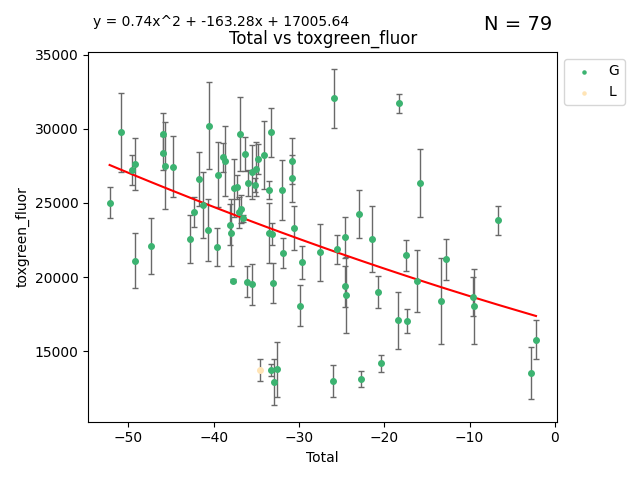 y = 0.74x^2 + -163.28x + 17005.64
N = 79
Total vs toxgreen_fluor
35000
30000
25000
20000
15000
toxgreen_fluor
−50
−40
−30
−20
−10
0
Total
G
L